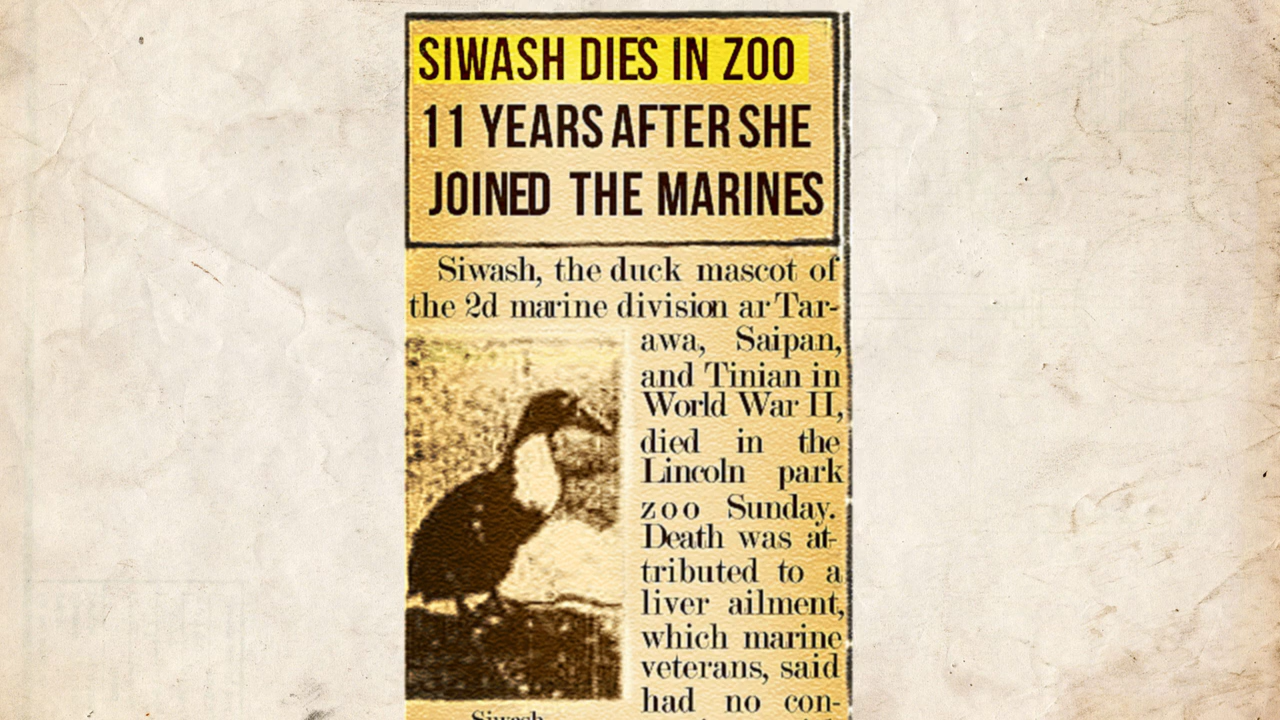 SIWASH DIES IN ZOO
11 YEARS AFTER SHE
JOINED THE MARINES
Siwash, the duck mascot of
the 2d marine division ar Tar-
awa, Saipan,
and Tinian in
World War II,
died in the
Lincoln park
zoo Sunday.
Death was at-
tributed to a
liver ailment,
which marine
veterans, said
had no con-
Siwash